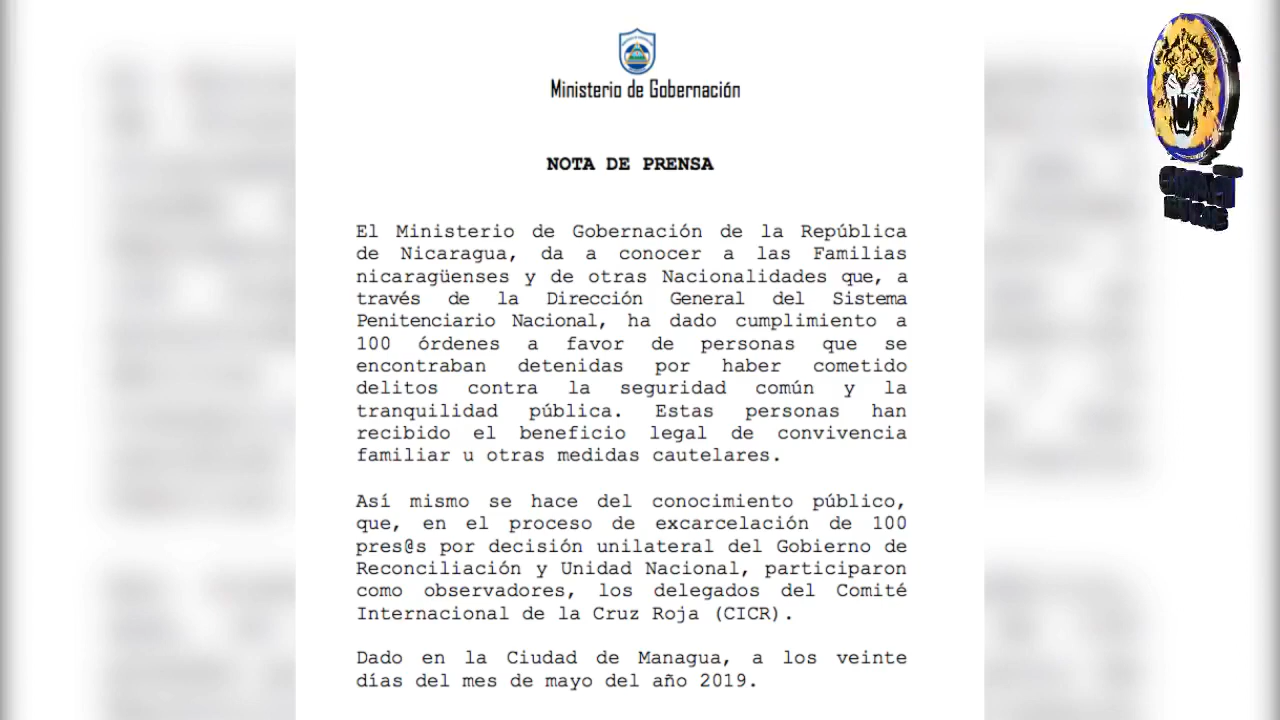 Ministerio de Gobernación
NOTA DE PRENSA
El Ministerio de Gobernación de la República
de Nicaragua, da a conocer a las Familias
nicaragüenses y de otras Nacionalidades que, a
través de la Dirección General del Sistema
Penitenciario Nacional, ha dado cumplimiento a
100 órdenes a favor de personas que se
encontraban detenidas por haber cometido
delitos contra la seguridad común y la
tranquilidad pública. Estas personas han
recibido el beneficio legal de convivencia
familiar u otras medidas cautelares.
Así mismo se hace del conocimiento público,
que, en el proceso de excarcelación de 100
pres@s por decisión unilateral del Gobierno de
Reconciliación y Unidad Nacional, participaron
como observadores, los delegados del Comité
Internacional de la Cruz Roja (CICR).
Dado en la Ciudad de Managua, a los veinte
días del mes de mayo del año 2019.